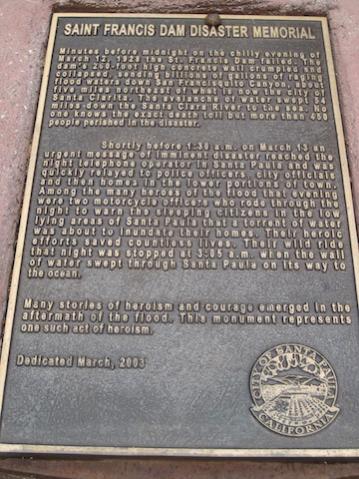 SAINT FRANCIS DAM DISASTER MEMORIAL
Minutes before midnight on the chilly evening of
March 12, 1928 the St. Francis Dam failed. The
dam's 200-foot high concrete wall crumpled and
collapsed, sending billions of gallons of raging
flood waters down San Francisquito Canyon, about
five miles northeast of what is now the city of
Santa Clarita. The avalanche of water swept 54
miles down the Santa Clara River to the sea. No
one knows the exact death toll but more than 450
people perished in the disaster.
Shortly before 1:30 a.m. on March 13 an
urgent message of imminent disaster reached the
night telephone operator in Santa Paula and was
quickly relayed to police officers, city officials
and then homes in the lower portions of town.
Among the many heroes of the flood that evening
were two motorcycle officers who rode through the
night to warn the sleeping citizens in the low
lying areas of Santa Paula that a torrent of water
was about to inundate their homes. Their heroic
efforts saved countless lives. Their wild ride
that night was stopped at 3:05 a.m. when the wall
of water swept through Santa Paula on its way to
the ocean.
Many stories of heroism and courage emerged in the
aftermath of the flood. This monument represents
one such act of heroism.
Dedicated March, 2003
CITY OF SANTA PAULA
CALIFORNIA